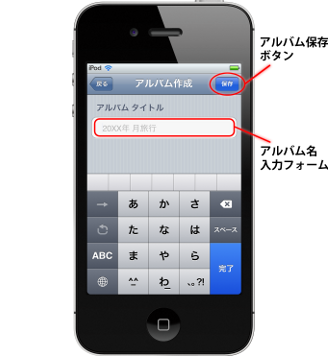 アルバム保存
ボタン
iPod
戻る
アルバム作成
保存
アルバム タイトル
20XX年 月旅行
アルバム名
入力フォーム
→
あ
か
さ
た
な
は
スペース
ABC
ま
や
ら
完了
^^
わ
、。?!